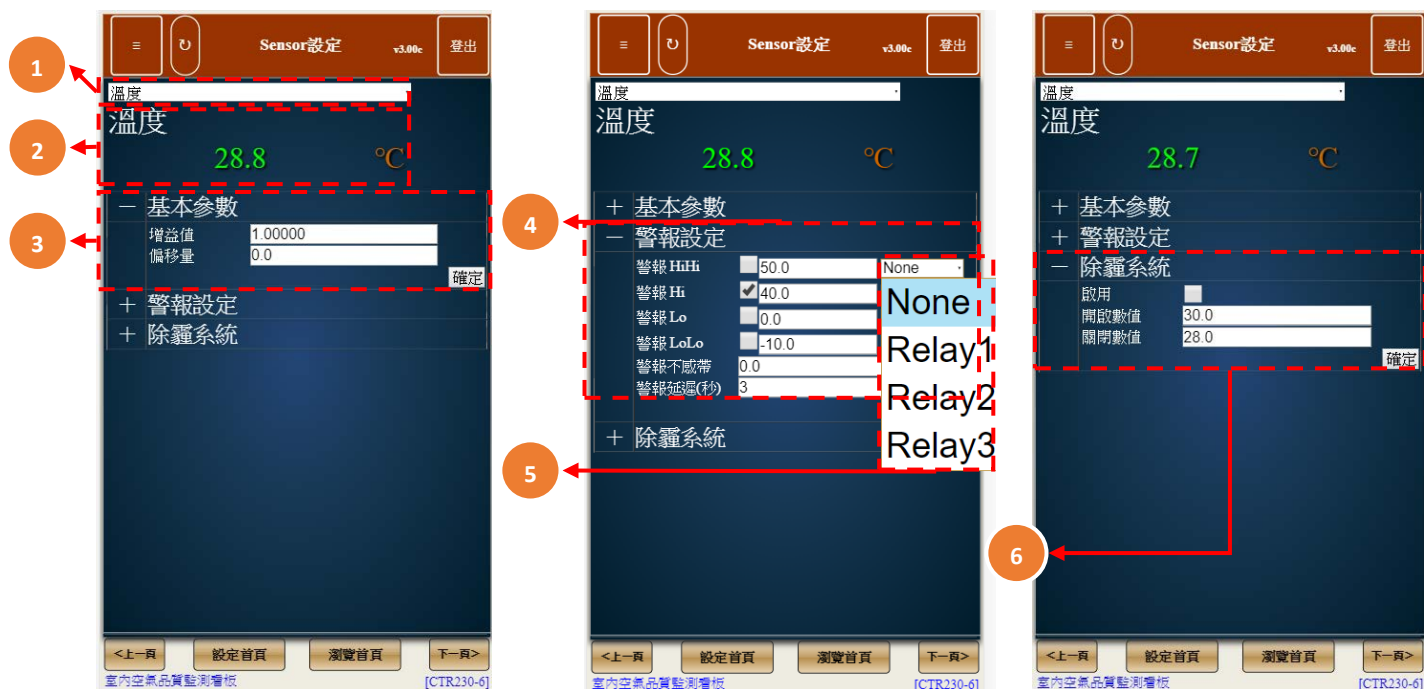 ≡ ↻ Sensor設定 v3.00c 登出
1
溫度
溫度
2
28.8 °C
3
－ 基本參數
增益值 1.00000
偏移量 0.0
確定
＋ 警報設定
＋ 除霾系統
<上一頁 設定首頁 瀏覽首頁 下一頁>
室內空氣品質監測看板 [CTR230-6]
≡ ↻ Sensor設定 v3.00c 登出
溫度
溫度
28.8 °C
4
＋ 基本參數
－ 警報設定
警報 HiHi 50.0 None
警報 Hi 40.0
警報 Lo 0.0
警報 LoLo -10.0
警報不感帶 0.0
警報延遲(秒) 3
None
Relay1
Relay2
Relay3
＋ 除霾系統
5
<上一頁 設定首頁 瀏覽首頁 下一頁>
室內空氣品質監測看板 [CTR230-6]
≡ ↻ Sensor設定 v3.00c 登出
溫度
溫度
28.7 °C
＋ 基本參數
＋ 警報設定
－ 除霾系統
啟用
開啟數值 30.0
關閉數值 28.0
確定
6
<上一頁 設定首頁 瀏覽首頁 下一頁>
室內空氣品質監測看板 [CTR230-6]